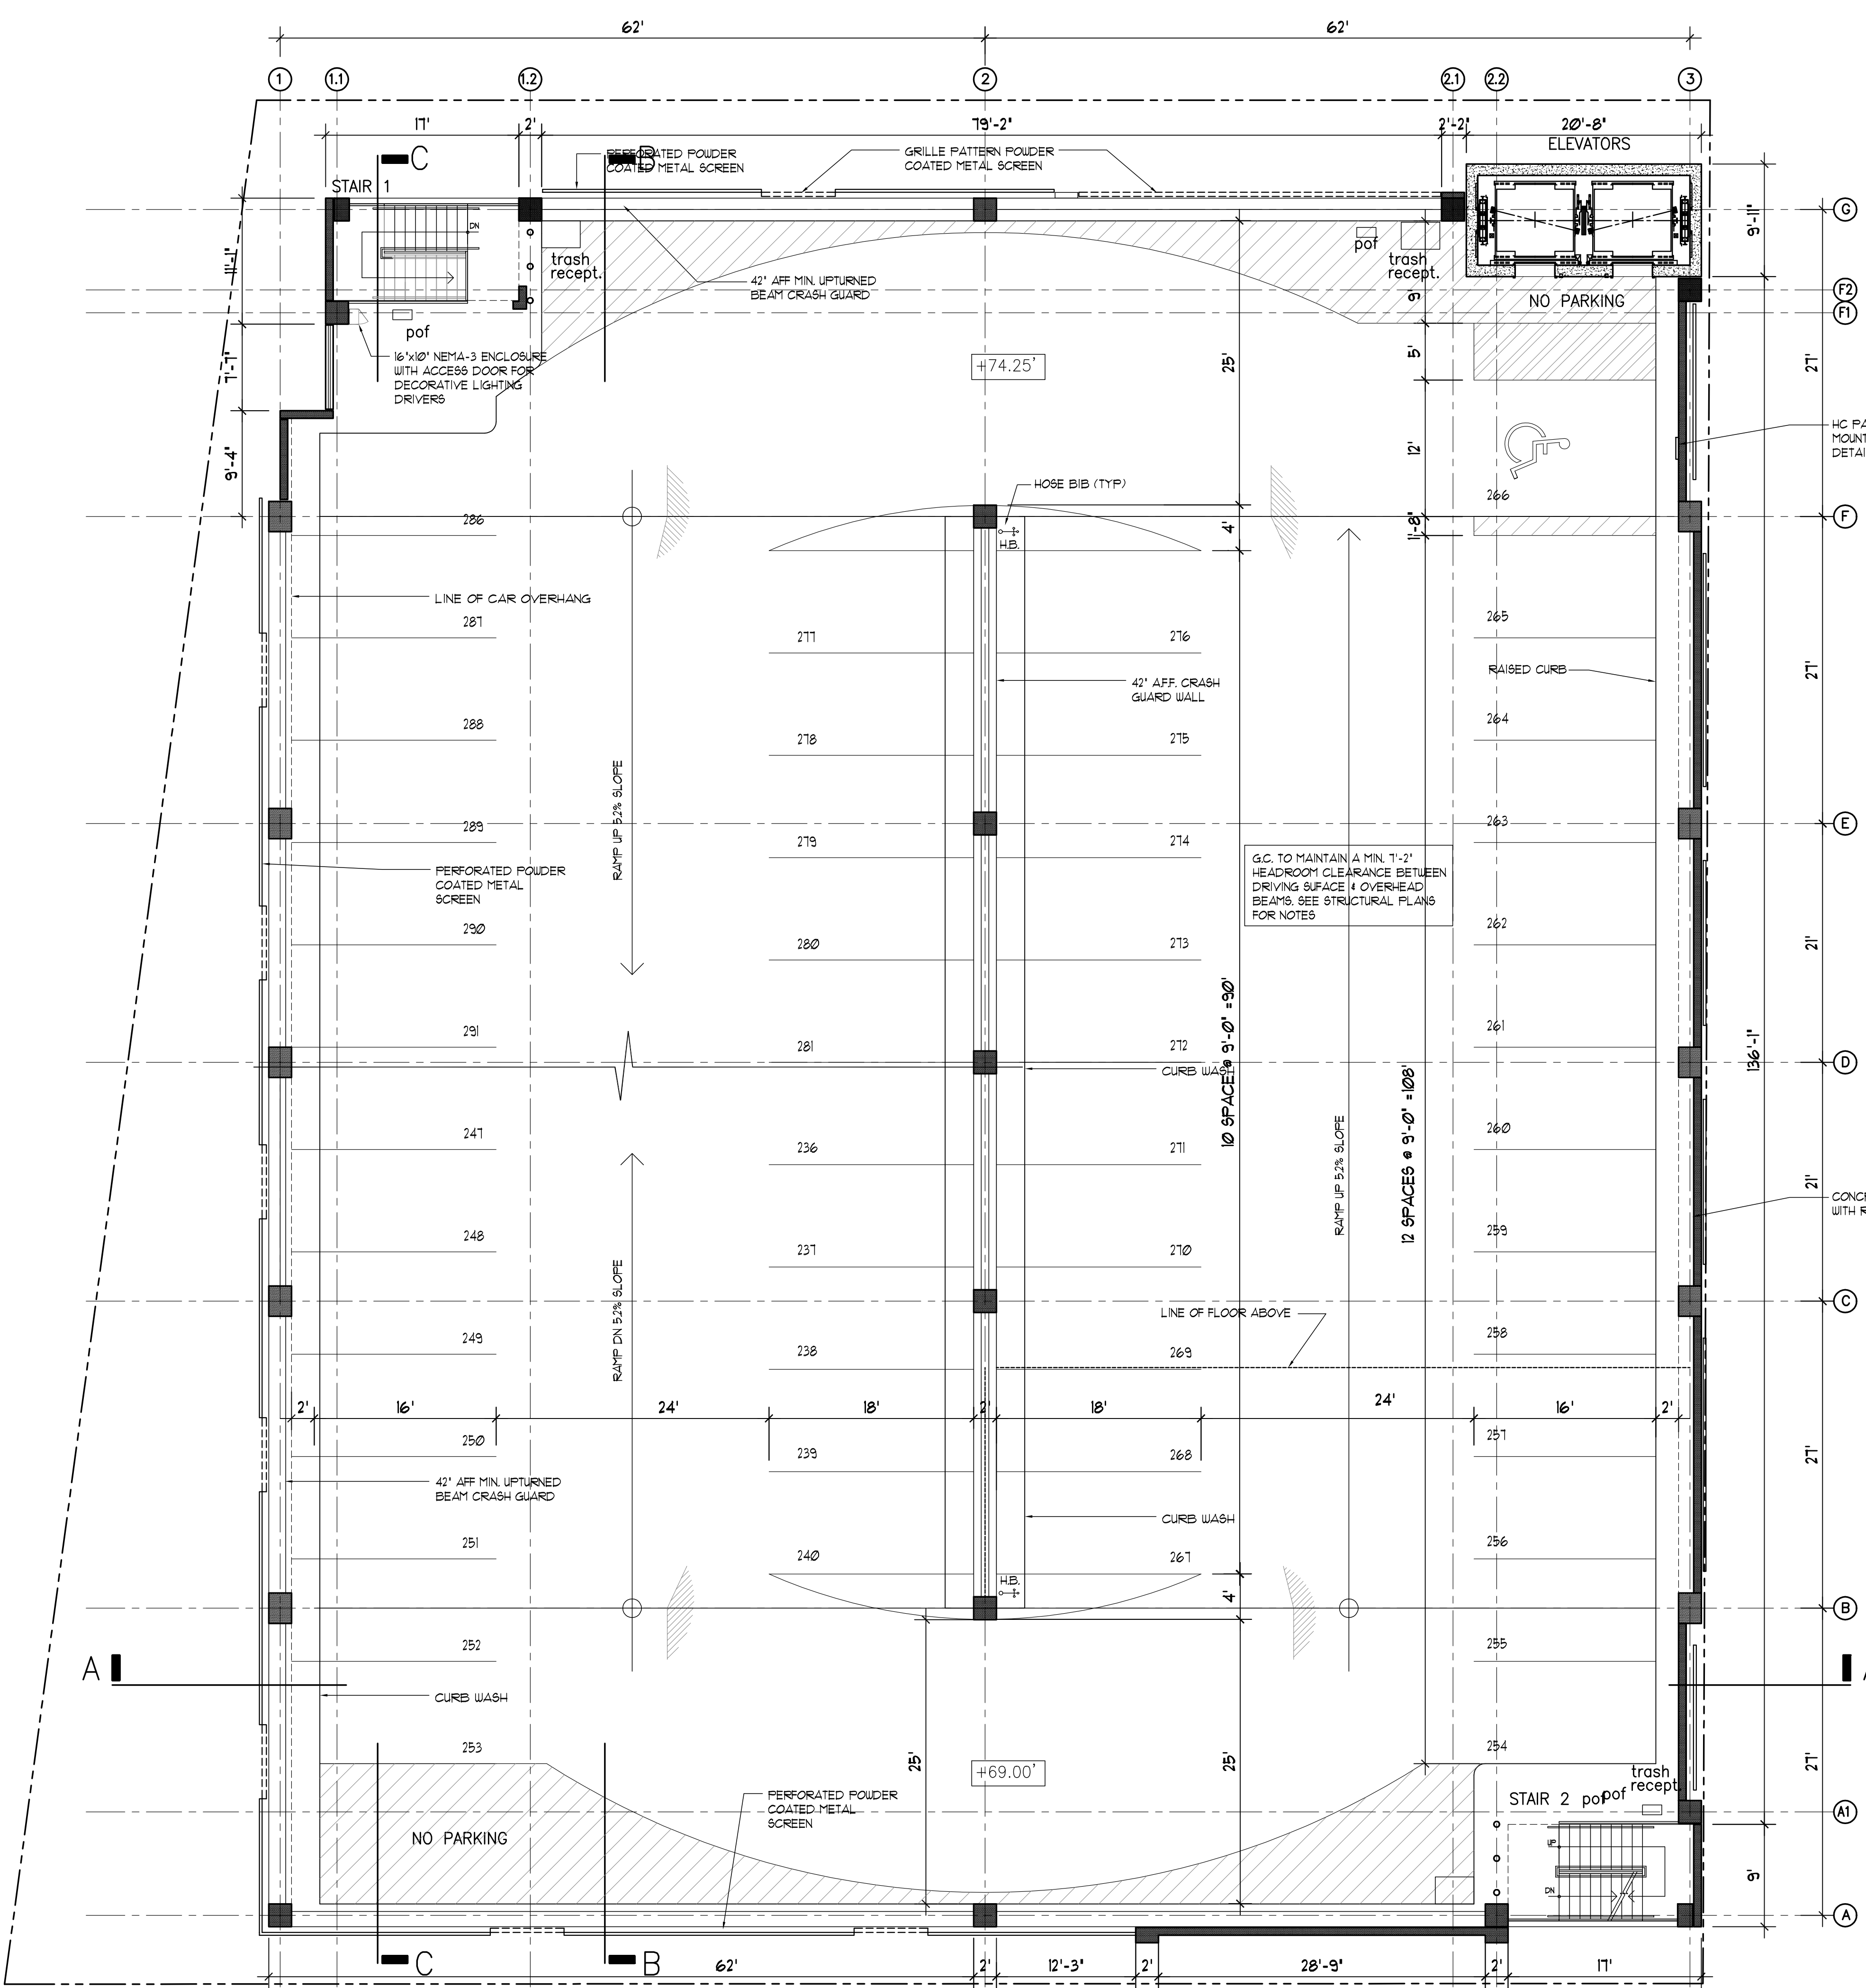 62'
62'
1
1.1
1.2
2
2.1
2.2
3
17'
2'
79'-2"
2'-2"
20'-8"
ELEVATORS
C
B
PERFORATED POWDER
COATED METAL SCREEN
GRILLE PATTERN POWDER
COATED METAL SCREEN
STAIR 1
DN
G
9'-11"
11'-1"
trash
recept.
pof
trash
recept.
42" AFF MIN. UPTURNED
BEAM CRASH GUARD
9'
NO PARKING
F2
F1
pof
16"x10" NEMA-3 ENCLOSURE
WITH ACCESS DOOR FOR
DECORATIVE LIGHTING
DRIVERS
7'-7"
+74.25'
25'
5'
27'
9'-4"
12'
HC PA
MOUNT
DETAI
HOSE BIB (TYP)
266
286
F
4'
1'-8"
H.B.
LINE OF CAR OVERHANG
287
277
276
265
RAISED CURB
27'
42" A.F.F. CRASH
GUARD WALL
288
278
275
264
RAMP UP 5.2% SLOPE
289
279
274
263
E
G.C. TO MAINTAIN A MIN. 7'-2"
HEADROOM CLEARANCE BETWEEN
DRIVING SUFACE & OVERHEAD
BEAMS. SEE STRUCTURAL PLANS
FOR NOTES
PERFORATED POWDER
COATED METAL
SCREEN
290
280
273
262
21'
10 SPACES @ 9'-0" =90'
291
281
272
261
136'-1"
CURB WASH
D
12 SPACES @ 9'-0" =108'
247
236
271
260
RAMP UP 5.2% SLOPE
21'
CONCE
WITH R
248
237
270
259
RAMP DN 5.2% SLOPE
C
LINE OF FLOOR ABOVE
249
238
269
258
2'
16'
24'
18'
2'
18'
24'
16'
2'
250
239
268
257
27'
42" AFF MIN. UPTURNED
BEAM CRASH GUARD
CURB WASH
251
240
267
256
H.B.
4'
B
252
255
A
CURB WASH
253
254
25'
25'
+69.00'
27'
trash
recept.
PERFORATED POWDER
COATED METAL
SCREEN
STAIR 2
pof
pof
A1
NO PARKING
UP
DN
9'
A
C
B
62'
2'
12'-3"
2'
28'-9"
2'
17'